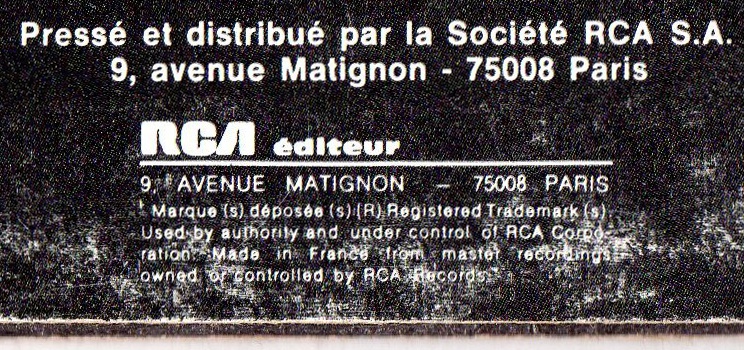 Pressé et distribué par la Société RCA S.A.
9, avenue Matignon - 75008 Paris
RCA éditeur
9, AVENUE MATIGNON – 75008 PARIS
Marque (s) déposée (s) (R) Registered Trademark (s)
Used by authority and under control of RCA Corpo-
ration. Made in France from master recordings
owned or controlled by RCA Records.